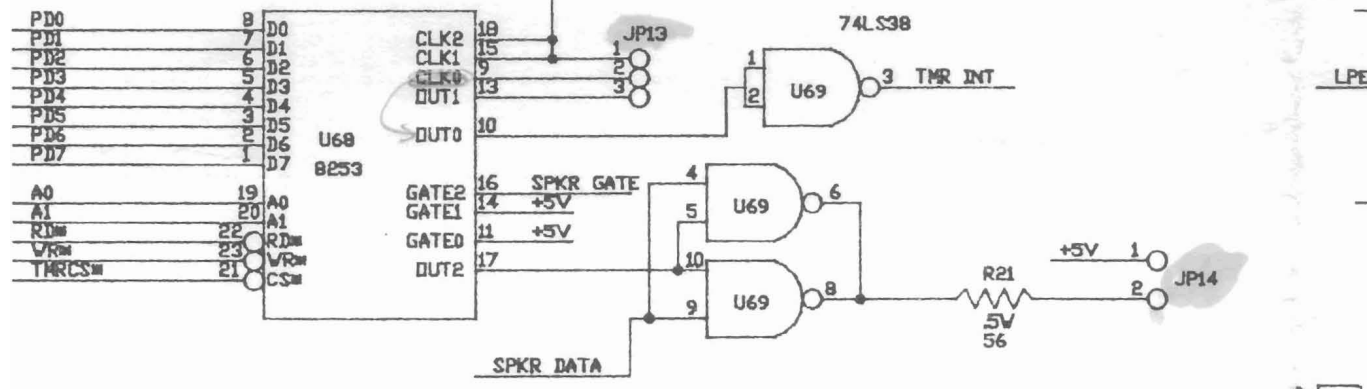 PD0 8 D0
PD1 7 D1
PD2 6 D2
PD3 5 D3
PD4 4 D4
PD5 3 D5
PD6 2 D6
PD7 1 D7
A0 19 A0
A1 20 A1
RD* 22 RD*
WR* 23 WR*
TMRCS* 21 CS*
U68
8253
CLK2 18
CLK1 15
CLK0 9
OUT1 13
OUT0 10
GATE2 16 SPKR GATE
GATE1 14 +5V
GATE0 11 +5V
OUT2 17
SPKR DATA
JP13
1
2
3
74LS38
1
2
U69
3 TMR INT
4
5
U69
6
10
9
U69
8
R21
.5W
56
+5V 1
2
JP14
LPE